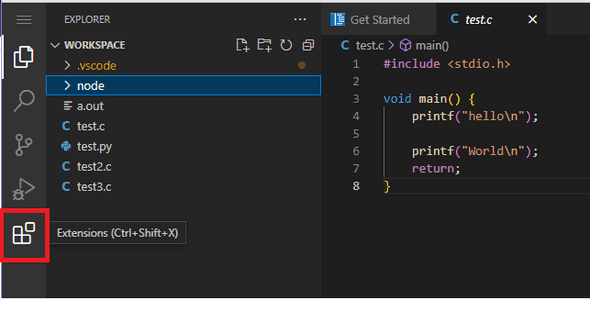 EXPLORER
WORKSPACE
.vscode
node
a.out
test.c
test.py
test2.c
test3.c
Extensions (Ctrl+Shift+X)
Get Started
C test.c
C test.c > main()
1 #include <stdio.h>
2
3 void main() {
4 printf("hello\n");
5
6 printf("World\n");
7 return;
8 }